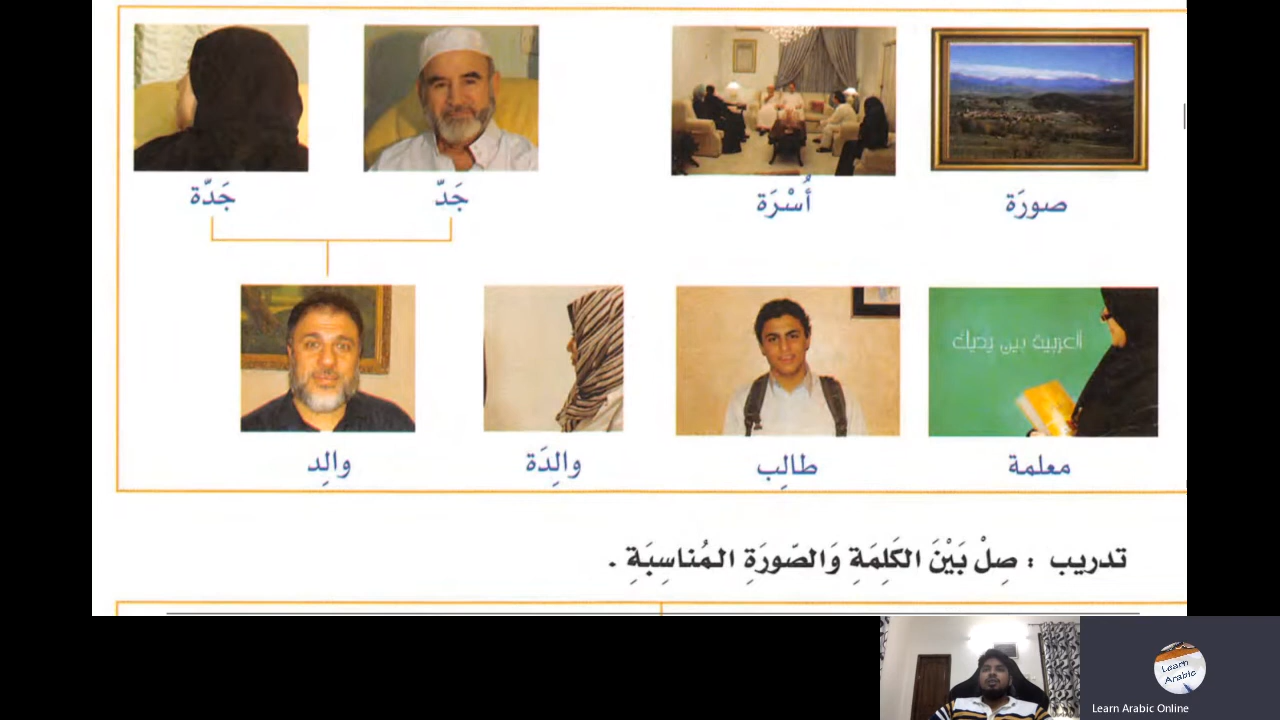 صورَة
أُسْرَة
جَدّ
جَدّة
العربية بين يديك
معلمة
طالِب
والِدَة
والِد
تدريب : صِلْ بَيْنَ الكَلِمَةِ وَالصّورَةِ المُناسِبَةِ .
Learn
Arabic
Learn Arabic Online